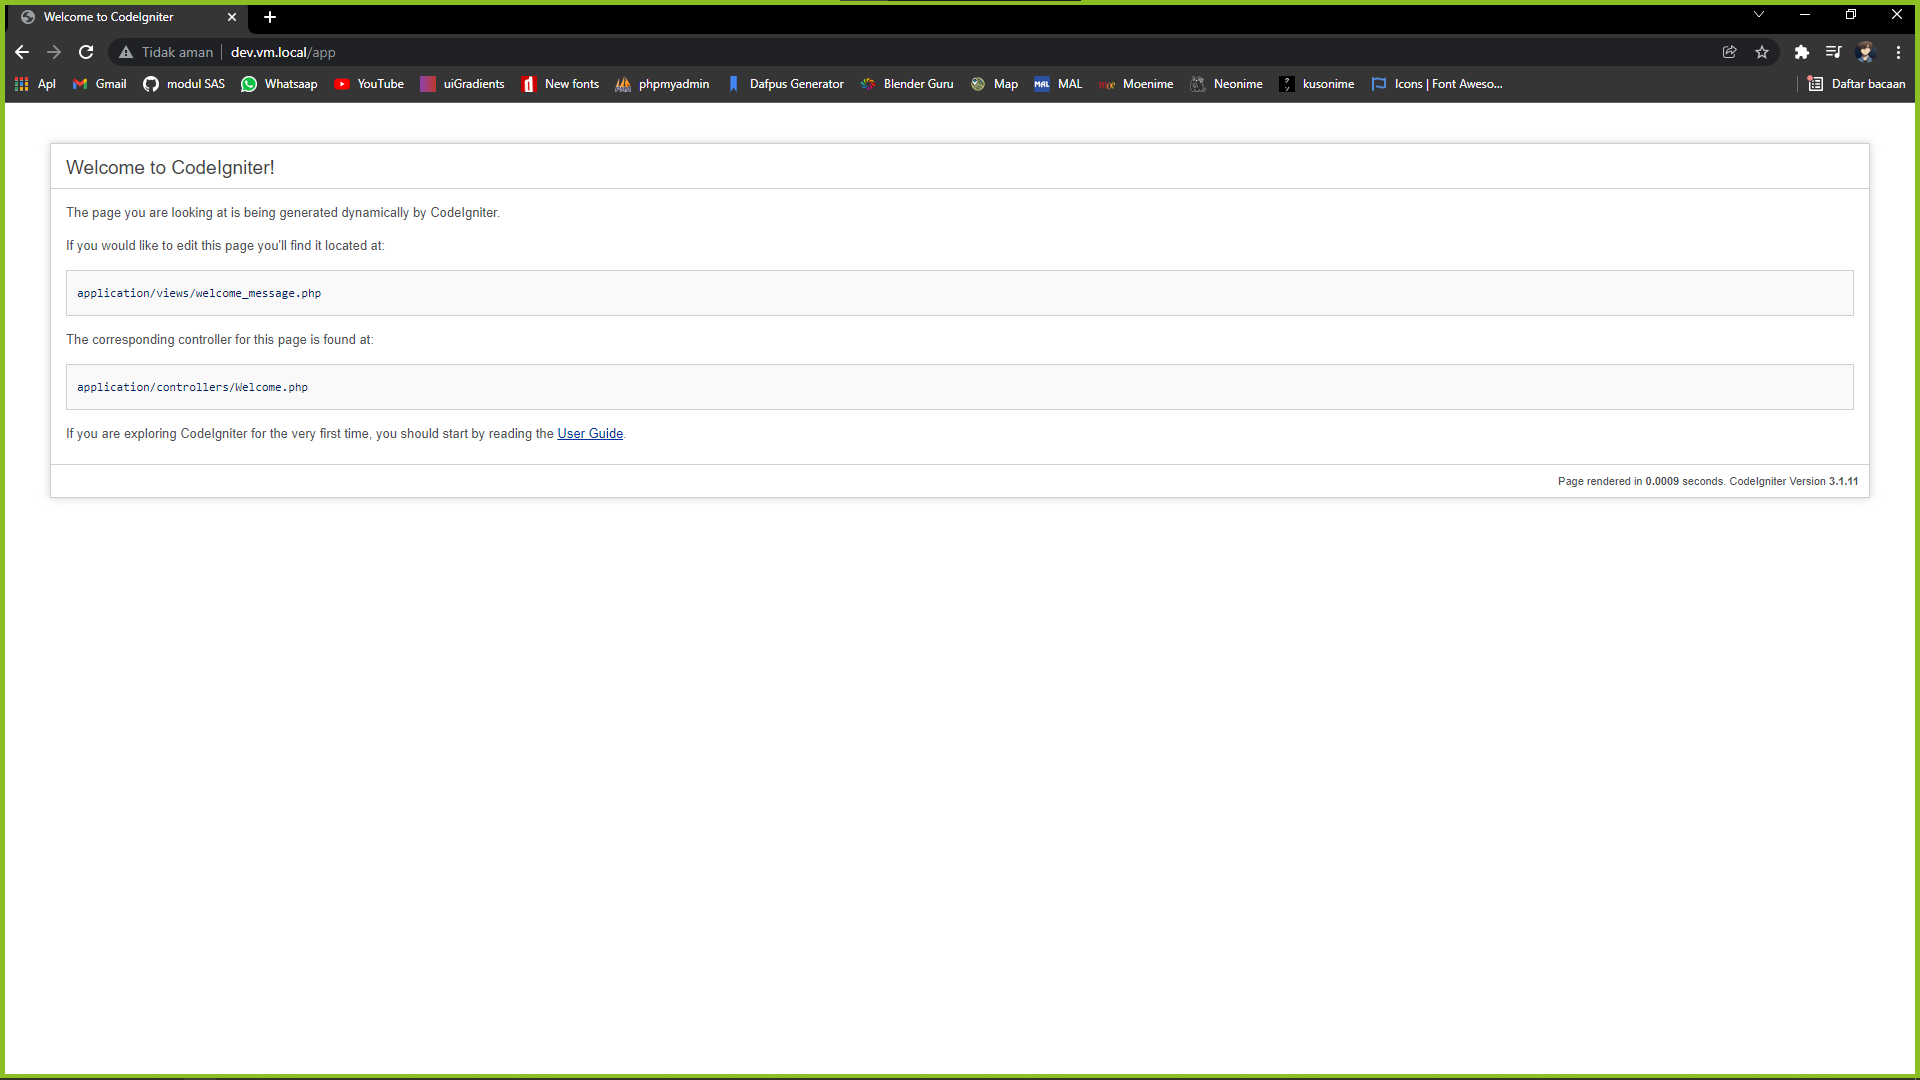 Welcome to CodeIgniter
Tidak aman dev.vm.local/app
Apl Gmail modul SAS Whatsaap YouTube uiGradients New fonts phpmyadmin Dafpus Generator Blender Guru Map MAL MAL moe Moenime Neonime kusonime Icons | Font Aweso... Daftar bacaan
Welcome to CodeIgniter!
The page you are looking at is being generated dynamically by CodeIgniter.
If you would like to edit this page you'll find it located at:
application/views/welcome_message.php
The corresponding controller for this page is found at:
application/controllers/Welcome.php
If you are exploring CodeIgniter for the very first time, you should start by reading the User Guide.
Page rendered in 0.0009 seconds. CodeIgniter Version 3.1.11